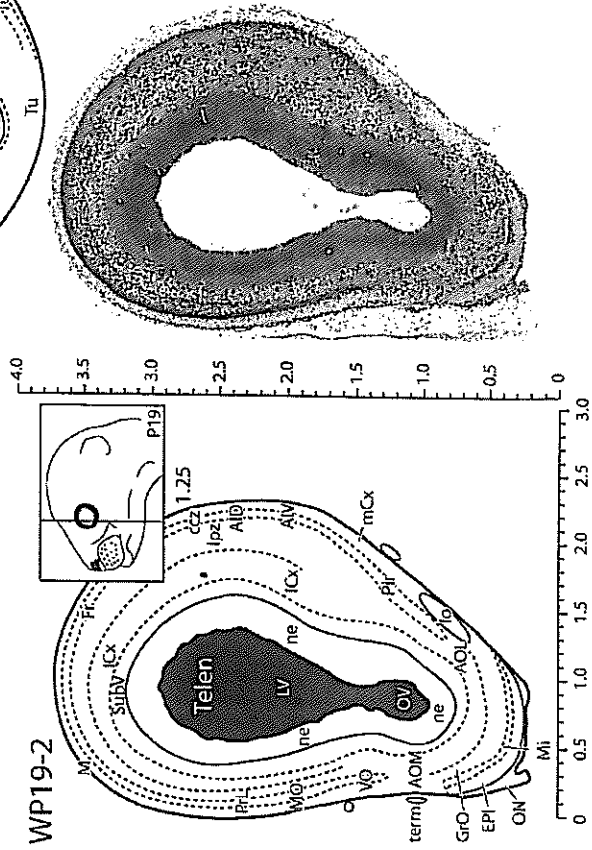 Tu
WP19-2
P19
1.25
4.0
3.5
3.0
2.5
2.0
1.5
1.0
0.5
0
M
Fr
ccz
lpz
AID
AIV
ICx
SubV
ICx
Telen
LV
ne
ne
ne
OV
PrL
MO
VO
AOM
term
GrO
EPl
ON
Mi
AOL
lo
Pir
mCx
0
0.5
1.0
1.5
2.0
2.5
3.0